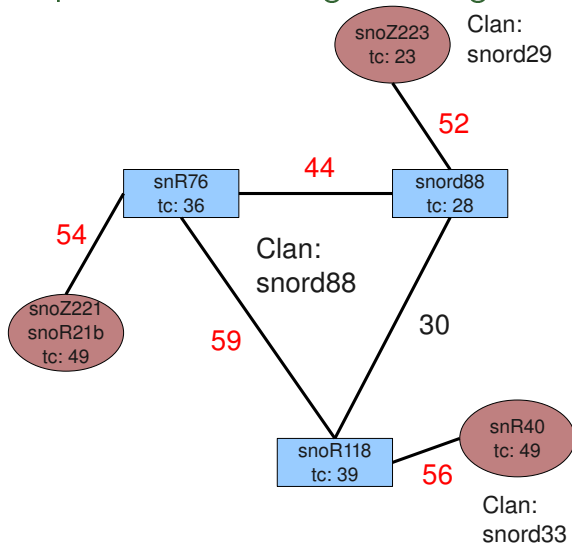 snoZ223
tc: 23
Clan:
snord29
52
44
snR76
tc: 36
snord88
tc: 28
54
Clan:
snord88
snoZ221
snoR21b
tc: 49
59
30
snoR118
tc: 39
snR40
tc: 49
56
Clan:
snord33